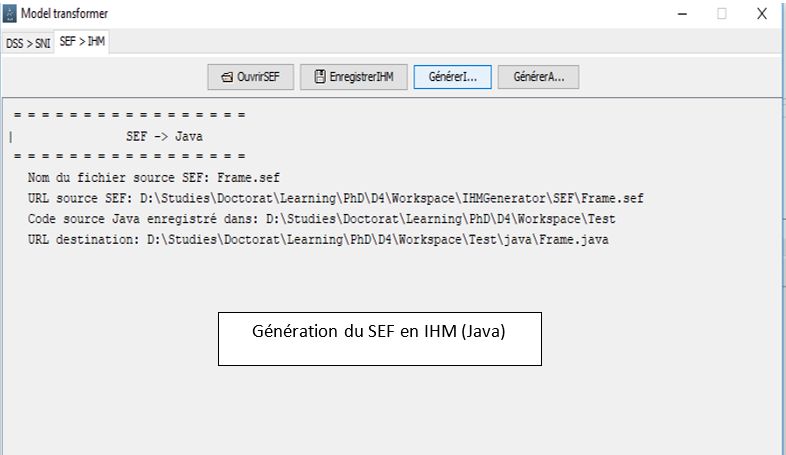 Model transformer
DSS > SNI SEF > IHM
OuvrirSEF EnregistrerIHM GénérerI... GénérerA...
= = = = = = = = = = = = = = = = =
| SEF -> Java
= = = = = = = = = = = = = = = = =
Nom du fichier source SEF: Frame.sef
URL source SEF: D:\Studies\Doctorat\Learning\PhD\D4\Workspace\IHMGenerator\SEF\Frame.sef
Code source Java enregistré dans: D:\Studies\Doctorat\Learning\PhD\D4\Workspace\Test
URL destination: D:\Studies\Doctorat\Learning\PhD\D4\Workspace\Test\java\Frame.java
Génération du SEF en IHM (Java)